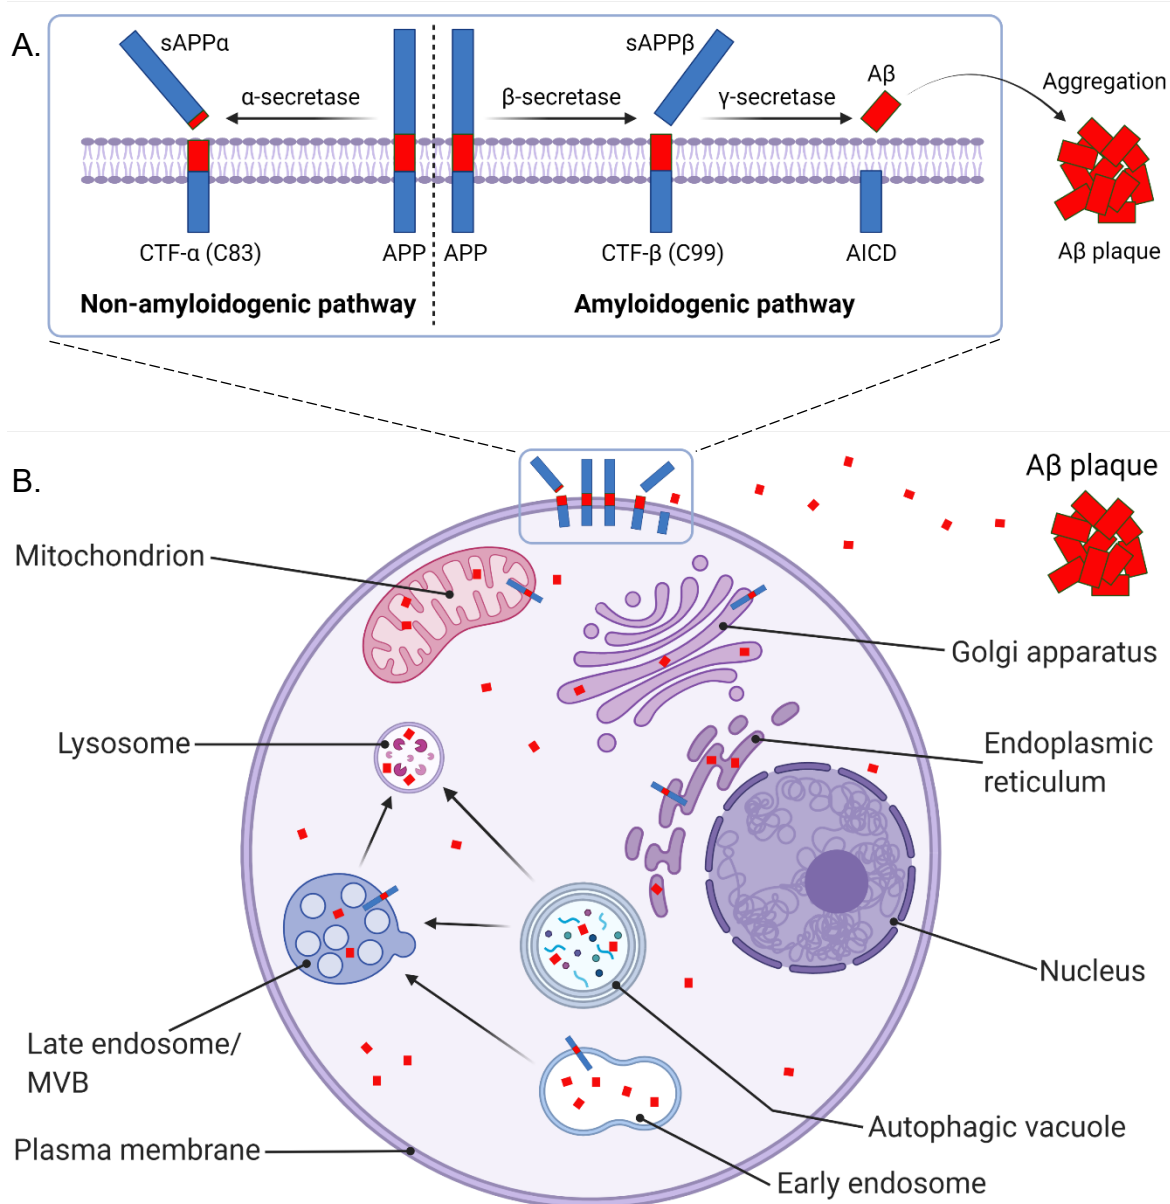 A.
sAPPα
sAPPβ
Aβ
Aggregation
α-secretase
β-secretase
γ-secretase
CTF-α (C83)
APP
APP
CTF-β (C99)
AICD
Aβ plaque
Non-amyloidogenic pathway
Amyloidogenic pathway
B.
Aβ plaque
Mitochondrion
Golgi apparatus
Lysosome
Endoplasmic
reticulum
Nucleus
Late endosome/
MVB
Autophagic vacuole
Plasma membrane
Early endosome